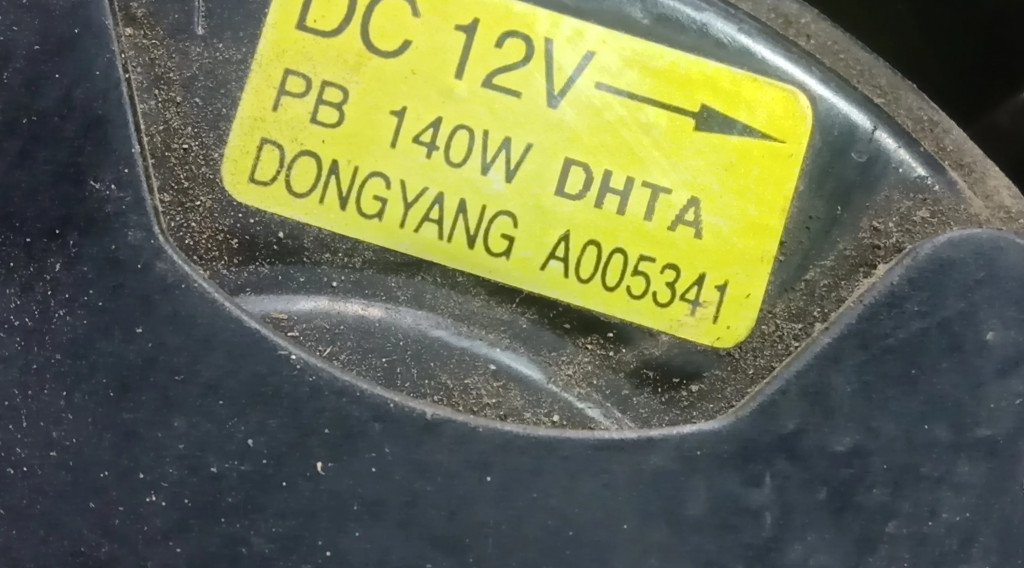 DC 12V
PB 140W DHTA
DONGYANG A005341